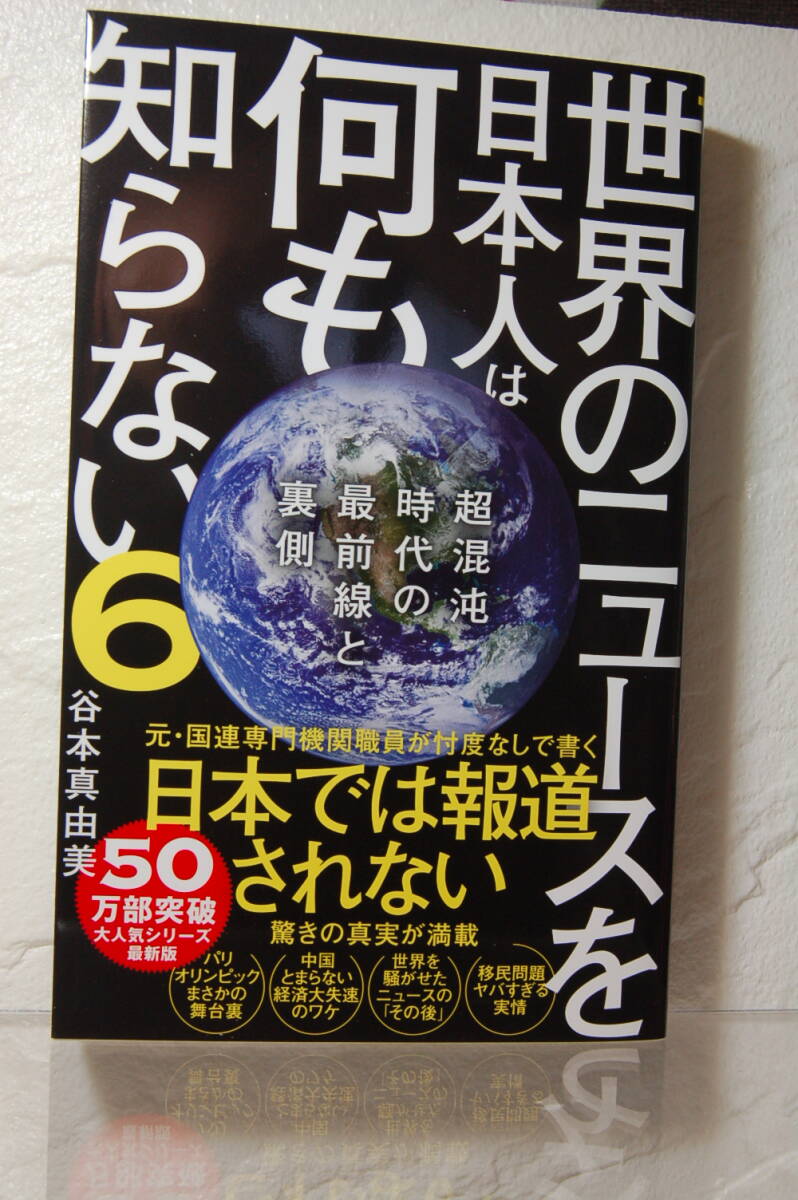 世界のニュースを
日本人は
何も
知らない
6
谷本真由美
超混沌
時代の
最前線と
裏側
元・国連専門機関職員が忖度なしで書く
日本では報道
されない
驚きの真実が満載
50
万部突破
大人気シリーズ
最新版
パリ
オリンピック
まさかの
舞台裏
中国
とまらない
経済大失速
のワケ
世界を
騒がせた
ニュースの
「その後」
移民問題
ヤバすぎる
実情